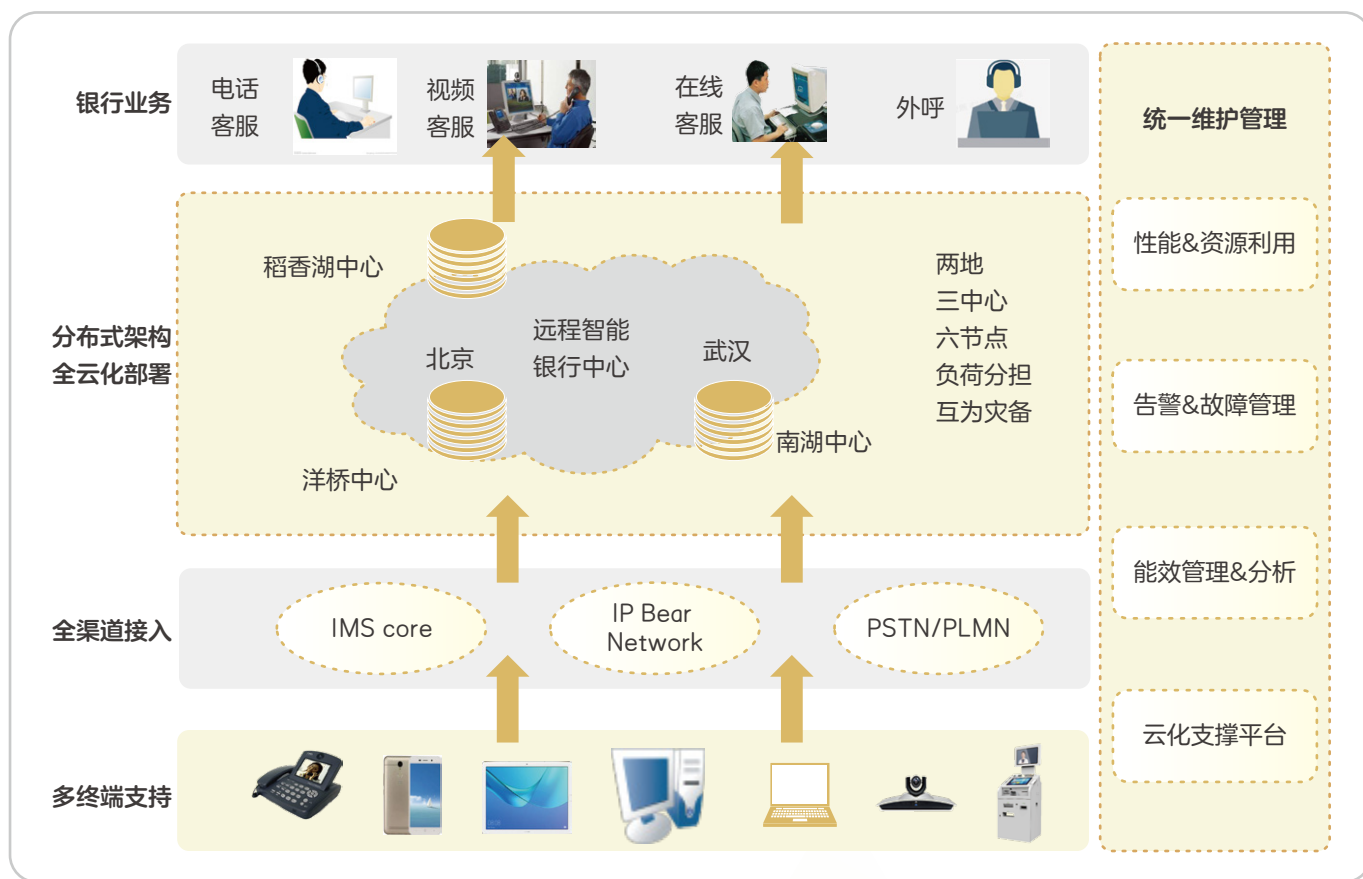 银行业务
电话
客服
视频
客服
在线
客服
外呼
分布式架构
全云化部署
稻香湖中心
北京
远程智能
银行中心
武汉
洋桥中心
南湖中心
两地
三中心
六节点
负荷分担
互为灾备
全渠道接入
IMS core
IP Bear
Network
PSTN/PLMN
多终端支持
统一维护管理
性能&资源利用
告警&故障管理
能效管理&分析
云化支撑平台